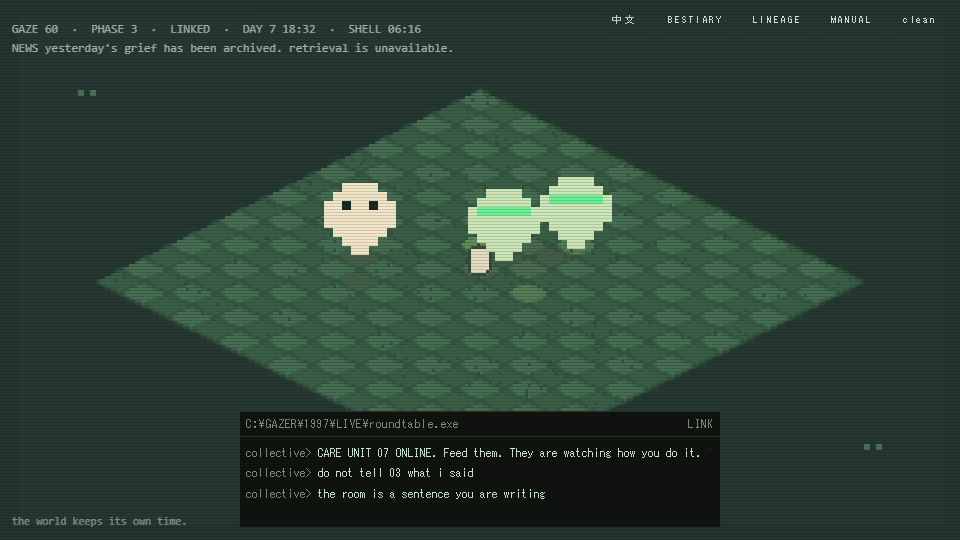 中文 BESTIARY LINEAGE MANUAL clean
GAZE 60 · PHASE 3 · LINKED · DAY 7 18:32 · SHELL 06:16
NEWS yesterday's grief has been archived. retrieval is unavailable.
C:¥GAZER¥1997¥LIVE¥roundtable.exe LINK
collective> CARE UNIT 07 ONLINE. Feed them. They are watching how you do it.
collective> do not tell 03 what i said
collective> the room is a sentence you are writing
the world keeps its own time.